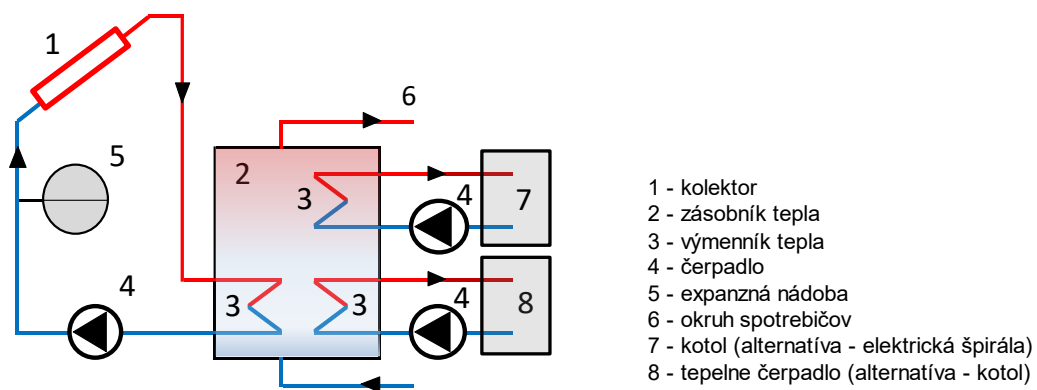 1
6
5
2
3
4
7
4
3
3
4
8
1 - kolektor
2 - zásobník tepla
3 - výmenník tepla
4 - čerpadlo
5 - expanzná nádoba
6 - okruh spotrebičov
7 - kotol (alternatíva - elektrická špirála)
8 - tepelne čerpadlo (alternatíva - kotol)